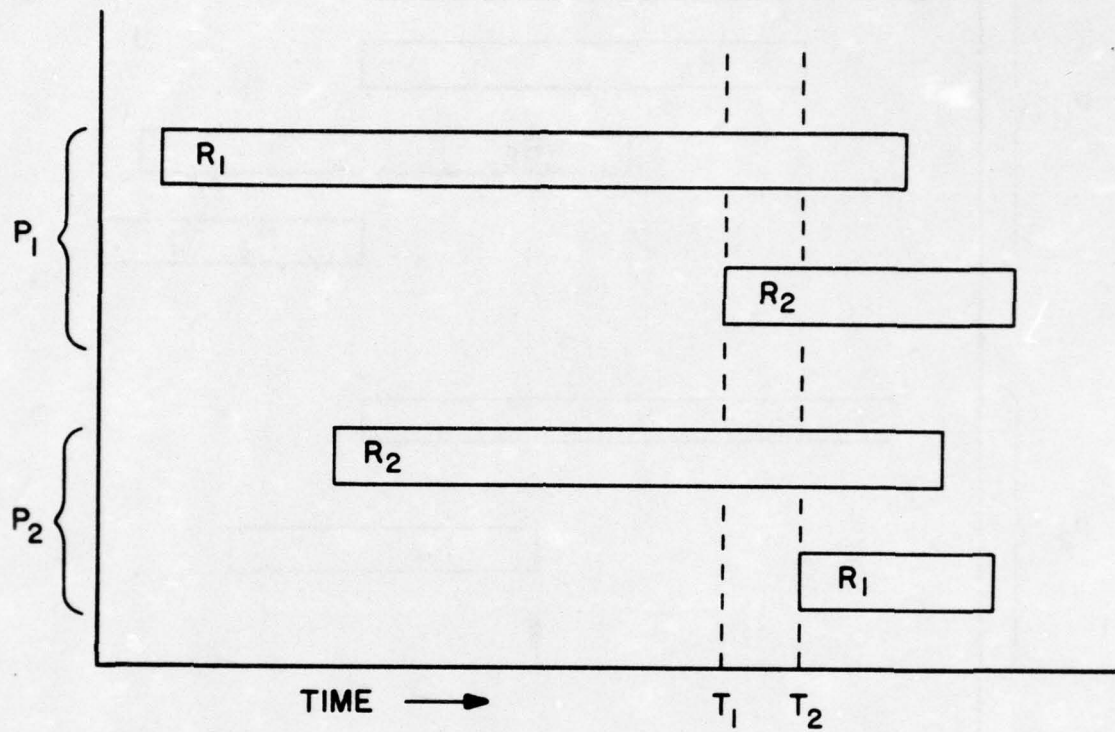 R₁
P₁
R₂
R₂
P₂
R₁
TIME → T₁ T₂